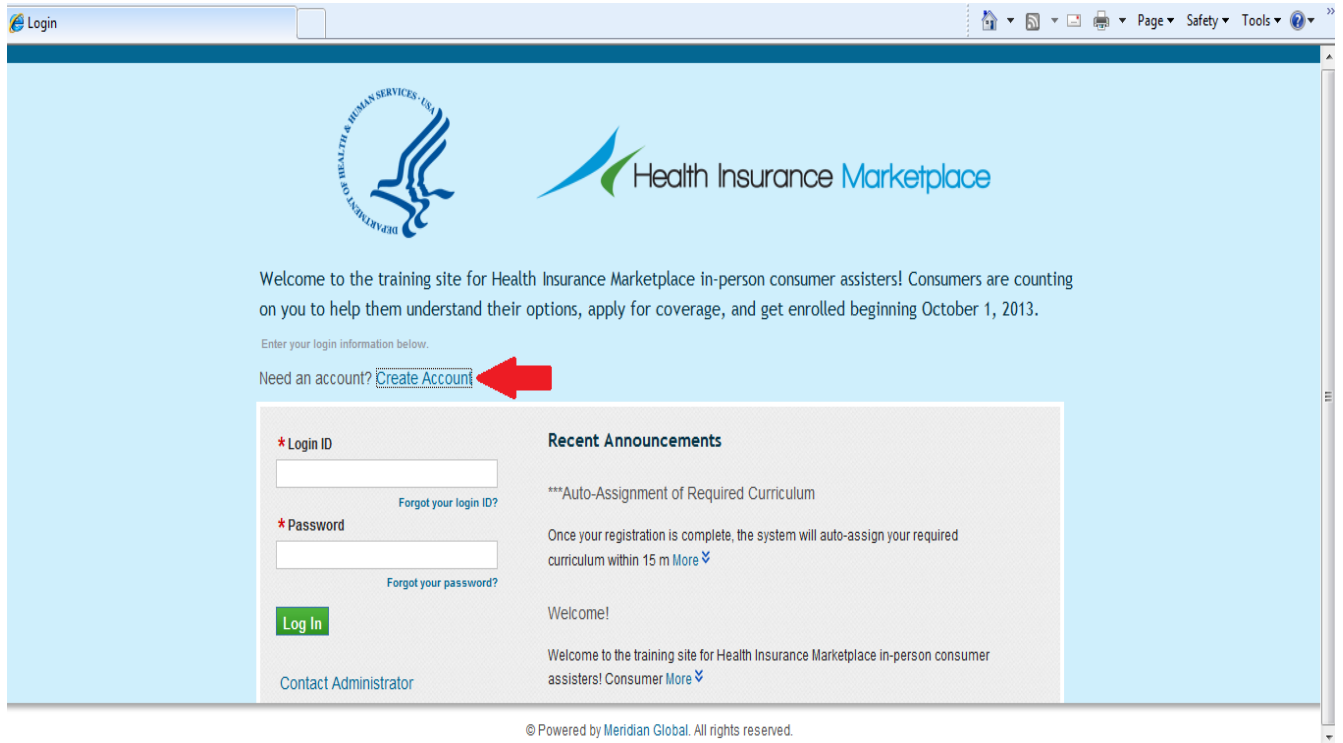 Login
Page
Safety
Tools
DEPARTMENT OF HEALTH & HUMAN SERVICES · USA
Health Insurance Marketplace
Welcome to the training site for Health Insurance Marketplace in-person consumer assisters! Consumers are counting
on you to help them understand their options, apply for coverage, and get enrolled beginning October 1, 2013.
Enter your login information below.
Need an account? Create Account
*Login ID
Forgot your login ID?
*Password
Forgot your password?
Log In
Contact Administrator
Recent Announcements
***Auto-Assignment of Required Curriculum
Once your registration is complete, the system will auto-assign your required
curriculum within 15 m More
Welcome!
Welcome to the training site for Health Insurance Marketplace in-person consumer
assisters! Consumer More
© Powered by Meridian Global. All rights reserved.